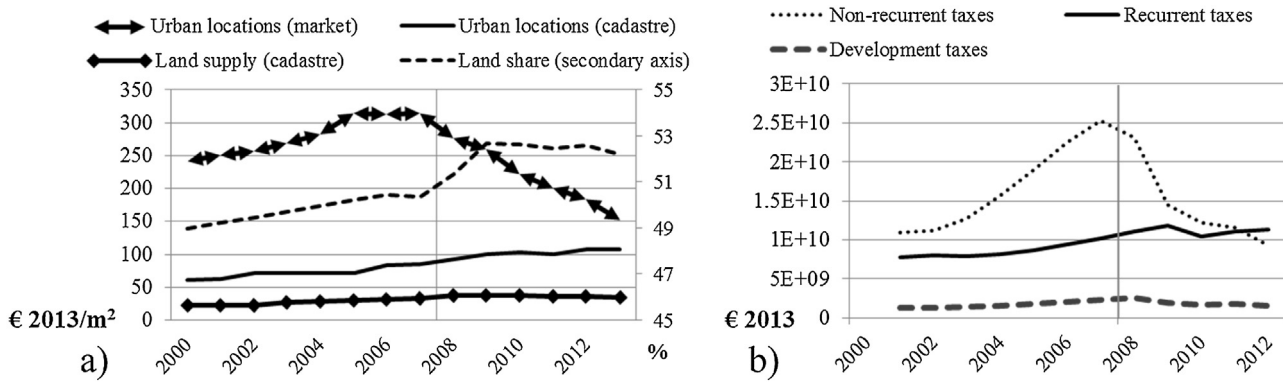 Urban locations (market)
Urban locations (cadastre)
Land supply (cadastre)
Land share (secondary axis)
350
300
250
200
150
100
50
0
55
53
51
49
47
45
2000
2002
2004
2006
2008
2010
2012
€ 2013/m²
%
a)
Non-recurrent taxes
Recurrent taxes
Development taxes
3E+10
2.5E+10
2E+10
1.5E+10
1E+10
5E+09
0
2000
2002
2004
2006
2008
2010
2012
€ 2013
b)